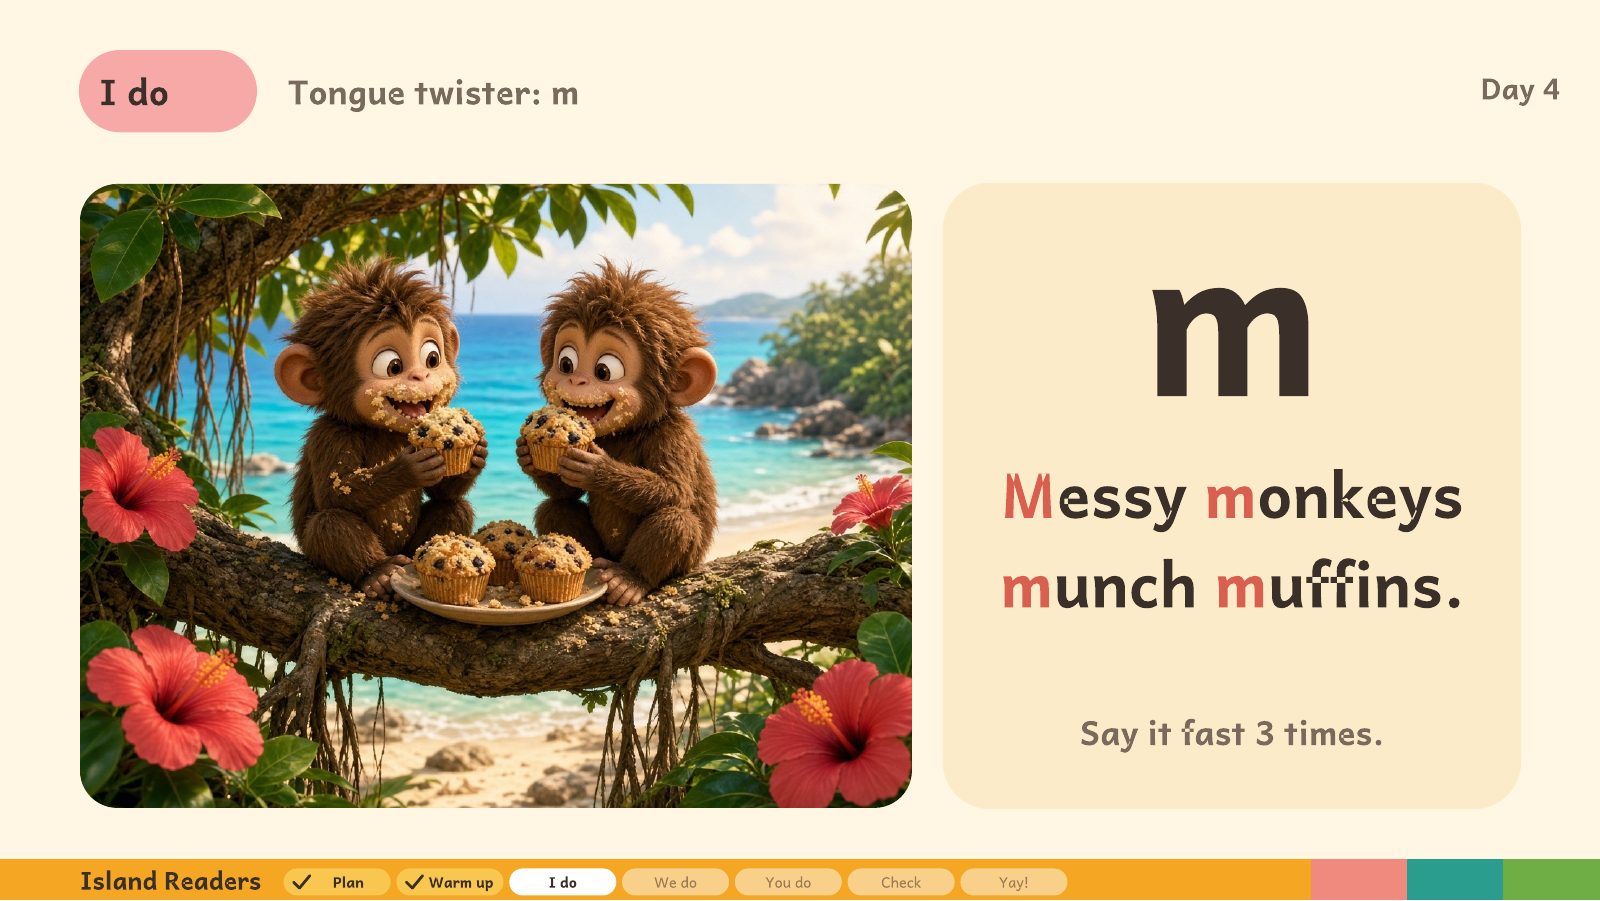 I do
Tongue twister: m
Day 4
m
Messy monkeys
munch muffins.
Say it fast 3 times.
Island Readers
Plan
Warm up
I do
We do
You do
Check
Yay!